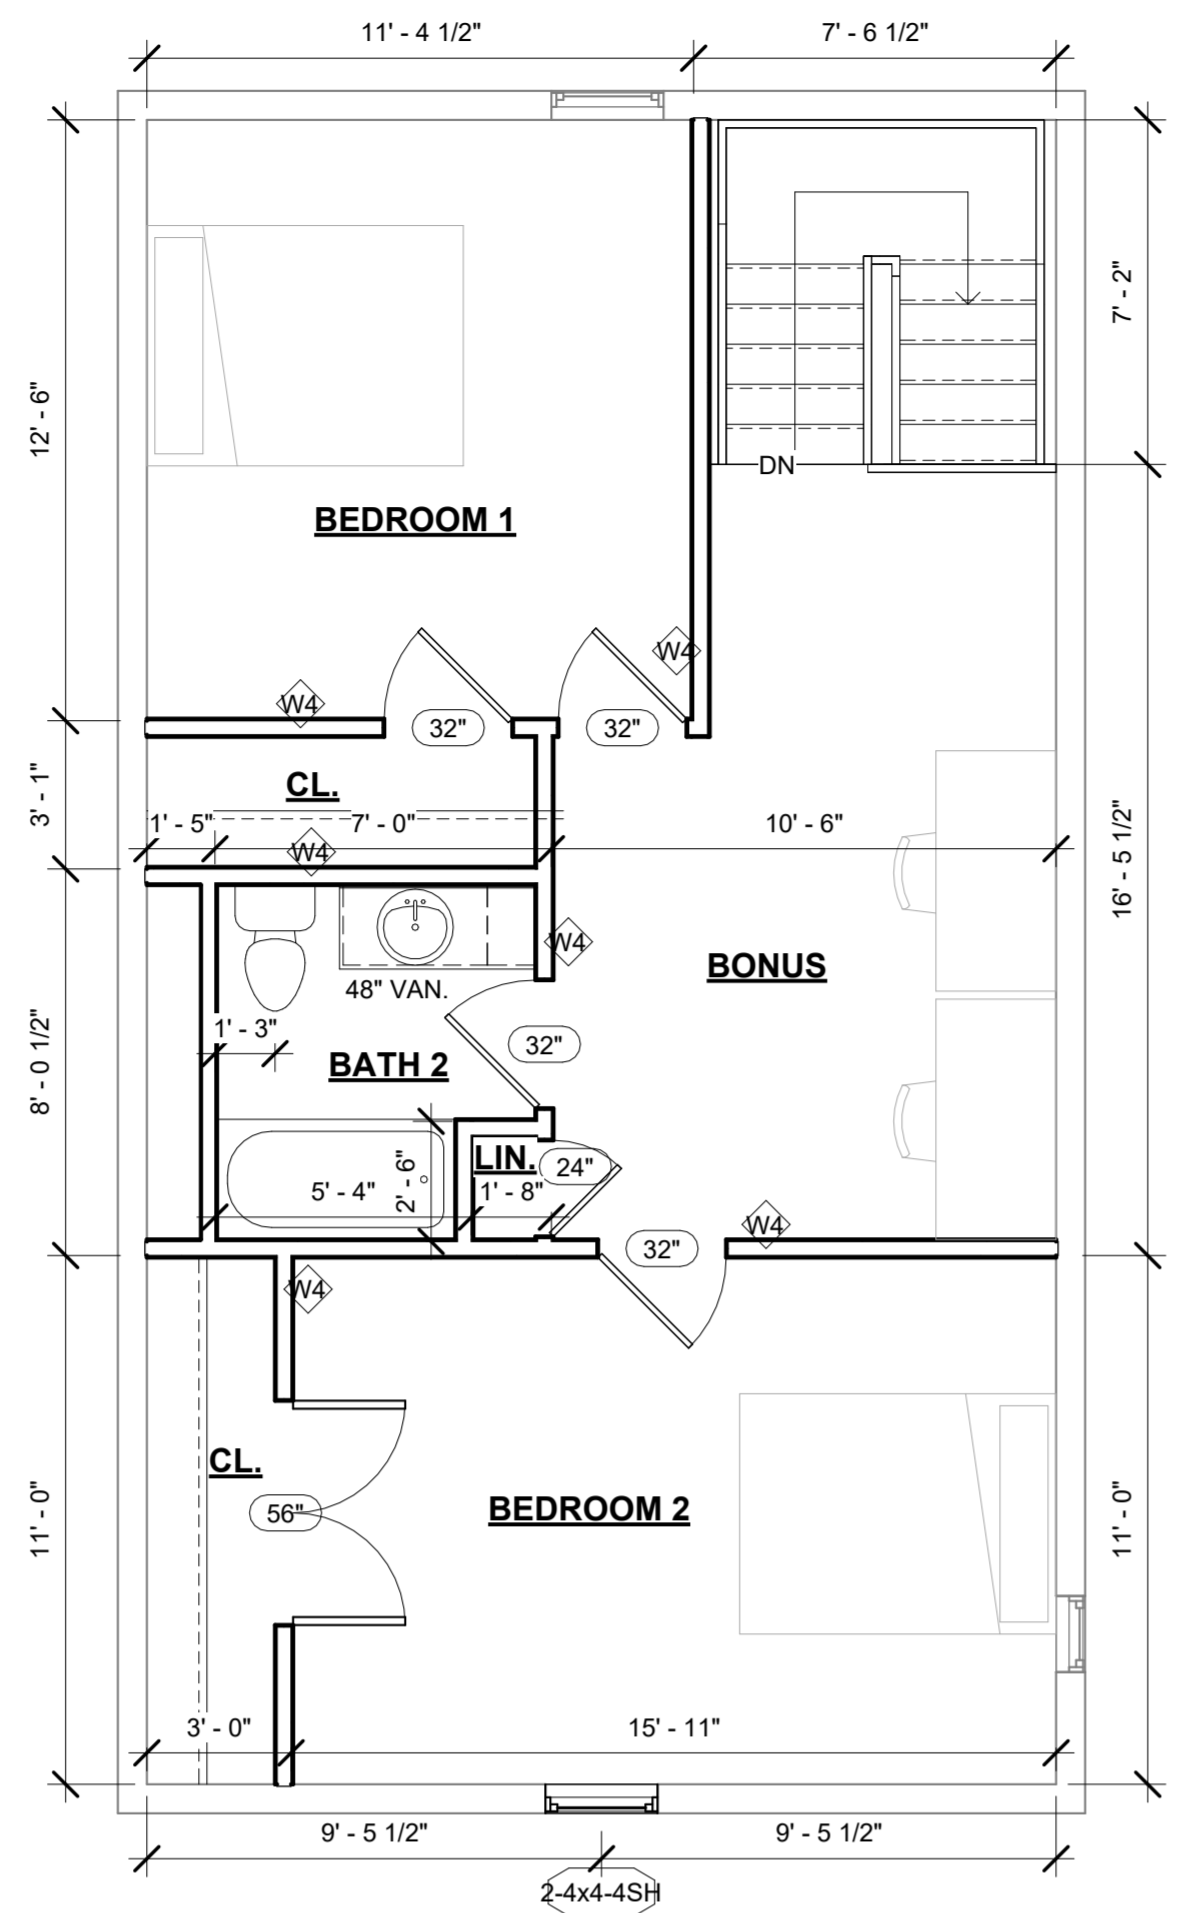 11' - 4 1/2"
7' - 6 1/2"
7' - 2"
12' - 6"
DN
BEDROOM 1
W4
W4
32"
32"
CL.
3' - 1"
1' - 5"
7' - 0"
10' - 6"
W4
16' - 5 1/2"
W4
BONUS
48" VAN.
1' - 3"
32"
BATH 2
8' - 0 1/2"
LIN.
24"
2' - 6"
5' - 4"
1' - 8"
W4
32"
W4
CL.
56"
BEDROOM 2
11' - 0"
11' - 0"
3' - 0"
15' - 11"
9' - 5 1/2"
9' - 5 1/2"
2-4x4-4SH